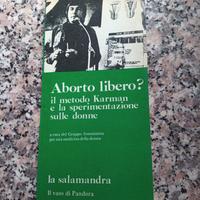 Aborto libero?
il metodo Karman
e la sperimentazione
sulle donne
a cura del Gruppo femminista
per una medicina della donna
la salamandra
Il vaso di Pandora